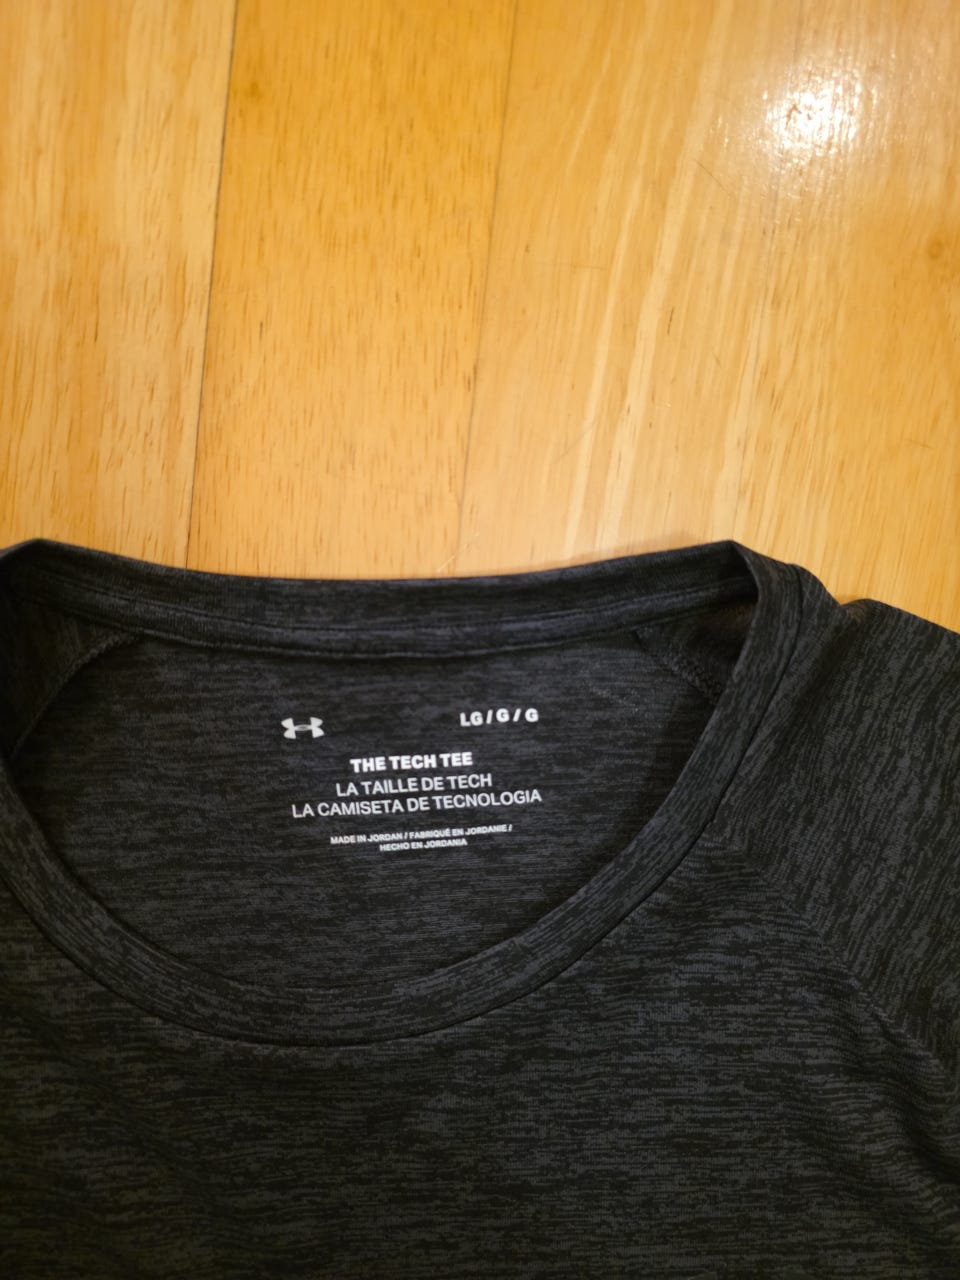 LG / G / G
THE TECH TEE
LA TAILLE DE TECH
LA CAMISETA DE TECNOLOGIA
MADE IN JORDAN / FABRIQUÉ EN JORDANIE /
HECHO EN JORDANIA